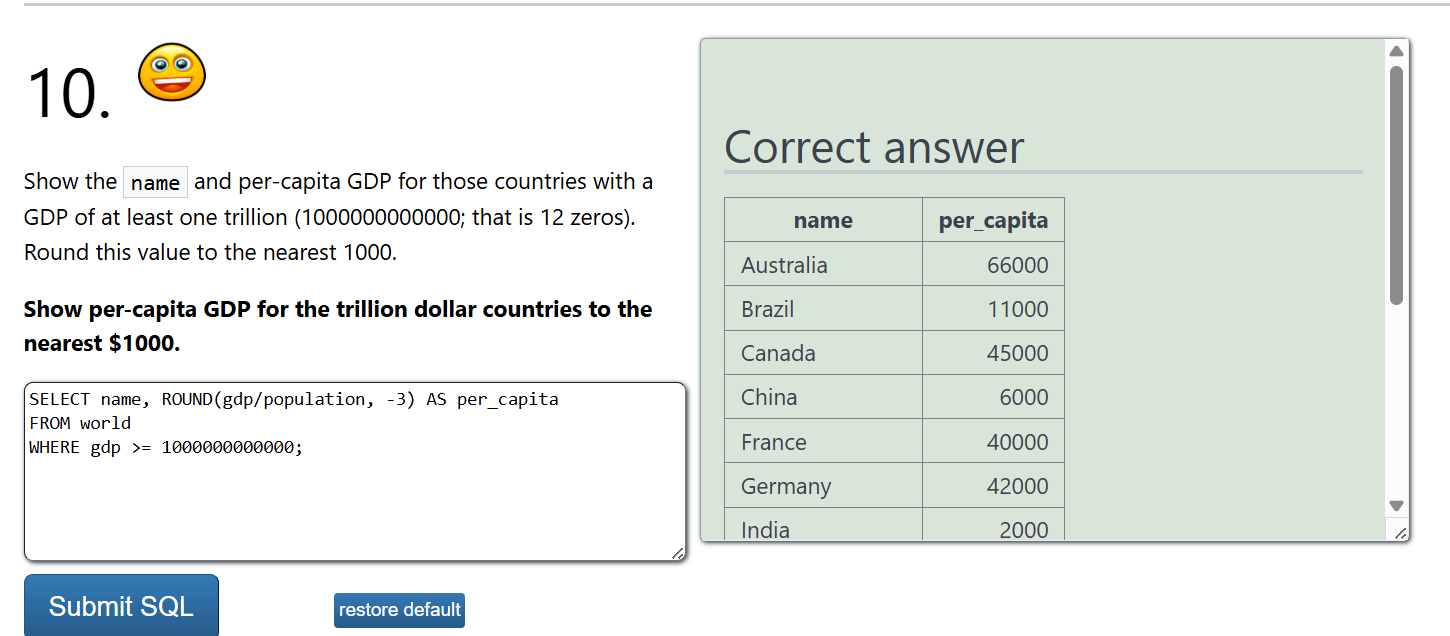 10.
Show the name and per-capita GDP for those countries with a
GDP of at least one trillion (1000000000000; that is 12 zeros).
Round this value to the nearest 1000.
Show per-capita GDP for the trillion dollar countries to the
nearest $1000.
SELECT name, ROUND(gdp/population, -3) AS per_capita
FROM world
WHERE gdp >= 1000000000000;
Submit SQL
restore default
Correct answer
name per_capita
Australia 66000
Brazil 11000
Canada 45000
China 6000
France 40000
Germany 42000
India 2000